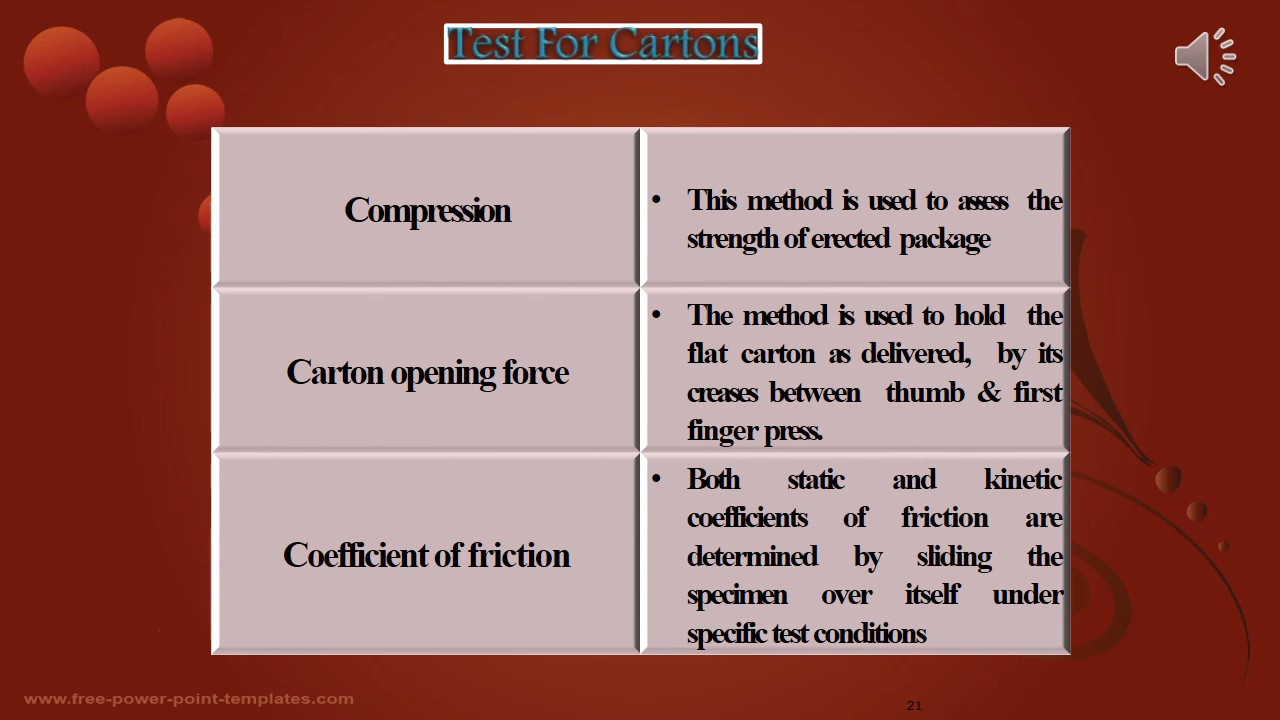 Test For Cartons
Compression
• This method is used to assess the
strength of erected package
Carton opening force
• The method is used to hold the
flat carton as delivered, by its
creases between thumb & first
finger press.
Coefficient of friction
• Both static and kinetic
coefficients of friction are
determined by sliding the
specimen over itself under
specific test conditions
www.free-power-point-templates.com
21